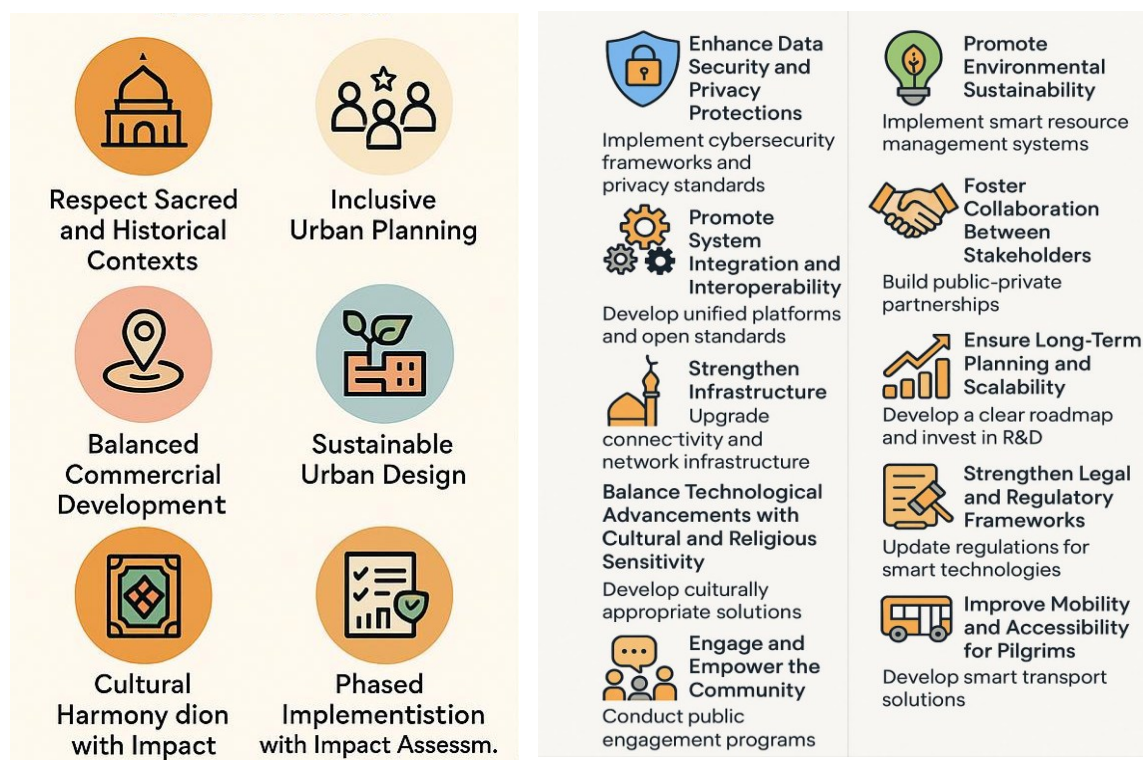 Respect Sacred
and Historical
Contexts
Inclusive
Urban Planning
Balanced
Commercrial
Development
Sustainable
Urban Design
Cultural
Harmony dion
with Impact
Phased
Implementistion
with Impact Assessm.
Enhance Data
Security and
Privacy
Protections
Implement cybersecurity
frameworks and
privacy standards
Promote
System
Integration and
Interoperability
Develop unified platforms
and open standards
Strengthen
Infrastructure
Upgrade
connectivity and
network infrastructure
Balance Technological
Advancements with
Cultural and Religious
Sensitivity
Develop cuiturally
appropriate solutions
Engage and
Empower the
Community
Conduct public
engagement programs
Promote
Environmental
Sustainability
Implement smart resource
management systems
Foster
Collaboration
Between
Stakeholders
Build public-private
partnerships
Ensure Long-Term
Planning and
Scalability
Develop a clear roadmap
and invest in R&D
Strengthen Legal
and Regulatory
Frameworks
Update regulations for
smart technologies
Improve Mobility
and Accessibility
for Pilgrims
Develop smart transport
solutions